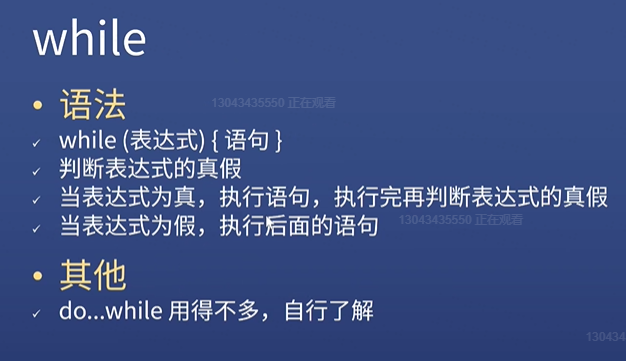 while
• 语法
✓ while (表达式) { 语句 }
✓ 判断表达式的真假
✓ 当表达式为真，执行语句，执行完再判断表达式的真假
✓ 当表达式为假，执行后面的语句
• 其他
✓ do...while 用得不多，自行了解
13043435550 正在观看
13043435550 正在观看
130434